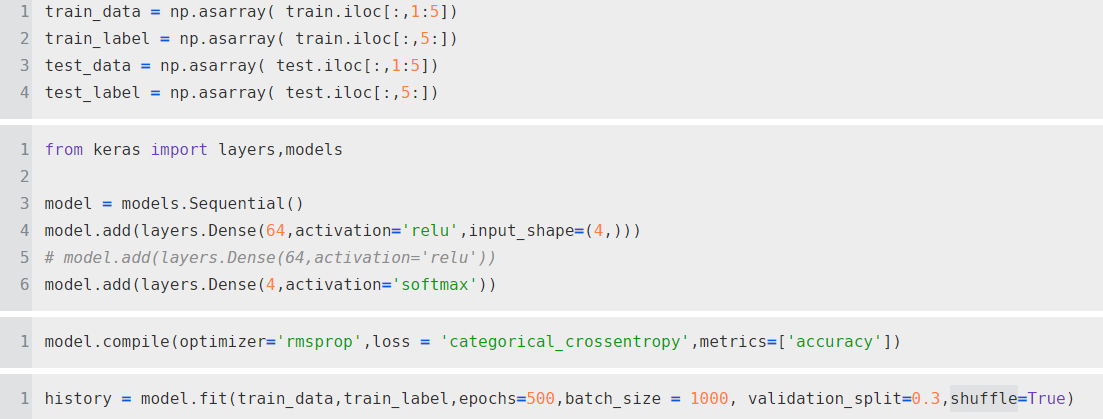 1 train_data = np.asarray( train.iloc[:,1:5])
2 train_label = np.asarray( train.iloc[:,5:])
3 test_data = np.asarray( test.iloc[:,1:5])
4 test_label = np.asarray( test.iloc[:,5:])
1 from keras import layers,models
2
3 model = models.Sequential()
4 model.add(layers.Dense(64,activation='relu',input_shape=(4,)))
5 # model.add(layers.Dense(64,activation='relu'))
6 model.add(layers.Dense(4,activation='softmax'))
1 model.compile(optimizer='rmsprop',loss = 'categorical_crossentropy',metrics=['accuracy'])
1 history = model.fit(train_data,train_label,epochs=500,batch_size = 1000, validation_split=0.3,shuffle=True)